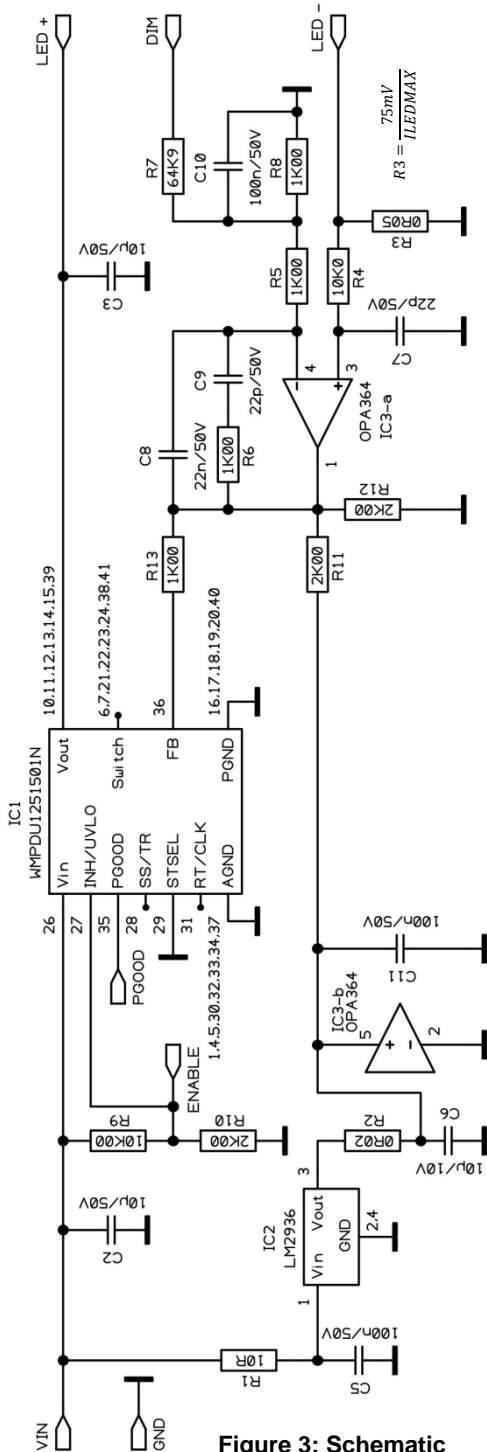 LED +
DIM
LED -
C3
10µ/50V
R7
64K9
C10
100n/50V
R8
1K00
R3 = 75mV
ILEDMAX
R5
1K00
10K0
R4
0R05
R3
C8
22n/50V
C9
22p/50V
1K00
R6
4
3
1
OPA364
IC3-a
C7
22p/50V
R13
1K00
2K00
R11
2K00
R12
IC1
WMPDU1251501N
Vin
Vout
INH/UVLO
PGOOD
Switch
SS/TR
STSEL
FB
RT/CLK
AGND
PGND
10.11.12.13.14.15.39
6.7.21.22.23.24.38.41
36
16.17.18.19.20.40
26
27
35
28
29
31
1.4.5.30.32.33.34.37
PGOOD
ENABLE
R9
10K00
R10
2K00
C2
10µ/50V
IC3-b
OPA364
5
2
C11
100n/50V
R2
0R02
C6
10µ/10V
IC2
LM2936
Vin
Vout
GND
1
3
2.4
R1
10R
C5
100n/50V
VIN
GND
Figure 3: Schematic